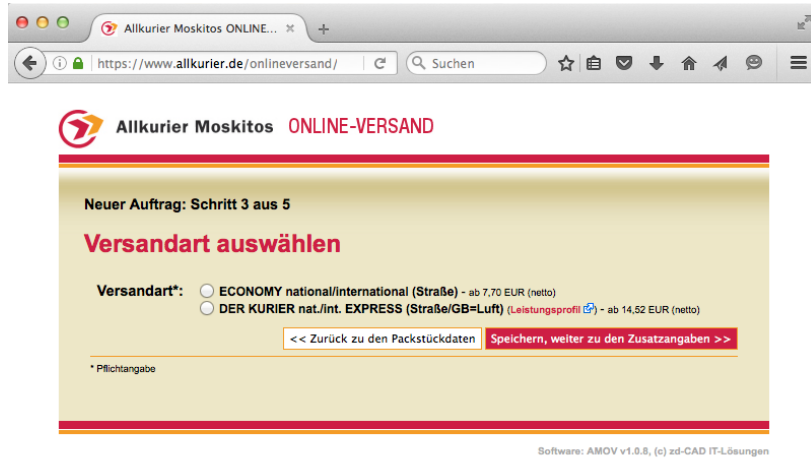 Allkurier Moskitos ONLINE...
https://www.allkurier.de/onlineversand/
Suchen
Allkurier Moskitos ONLINE-VERSAND
Neuer Auftrag: Schritt 3 aus 5
Versandart auswählen
Versandart*: ECONOMY national/international (Straße) - ab 7,70 EUR (netto)
DER KURIER nat./int. EXPRESS (Straße/GB=Luft) (Leistungsprofil) - ab 14,52 EUR (netto)
<< Zurück zu den Packstückdaten Speichern, weiter zu den Zusatzangaben >>
* Pflichtangabe
Software: AMOV v1.0.8, (c) zd-CAD IT-Lösungen